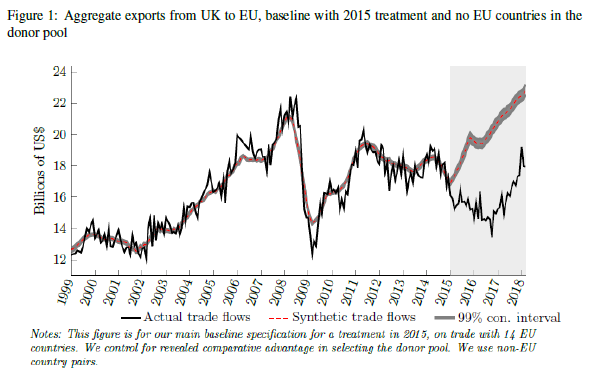 Figure 1: Aggregate exports from UK to EU, baseline with 2015 treatment and no EU countries in the
donor pool
24
22
20
18
16
14
12
Billions of US$
1999 2000 2001 2002 2003 2004 2005 2006 2007 2008 2009 2010 2011 2012 2013 2014 2015 2016 2017 2018
Actual trade flows Synthetic trade flows 99% con. interval
Notes: This figure is for our main baseline specification for a treatment in 2015, on trade with 14 EU
countries. We control for revealed comparative advantage in selecting the donor pool. We use non-EU
country pairs.